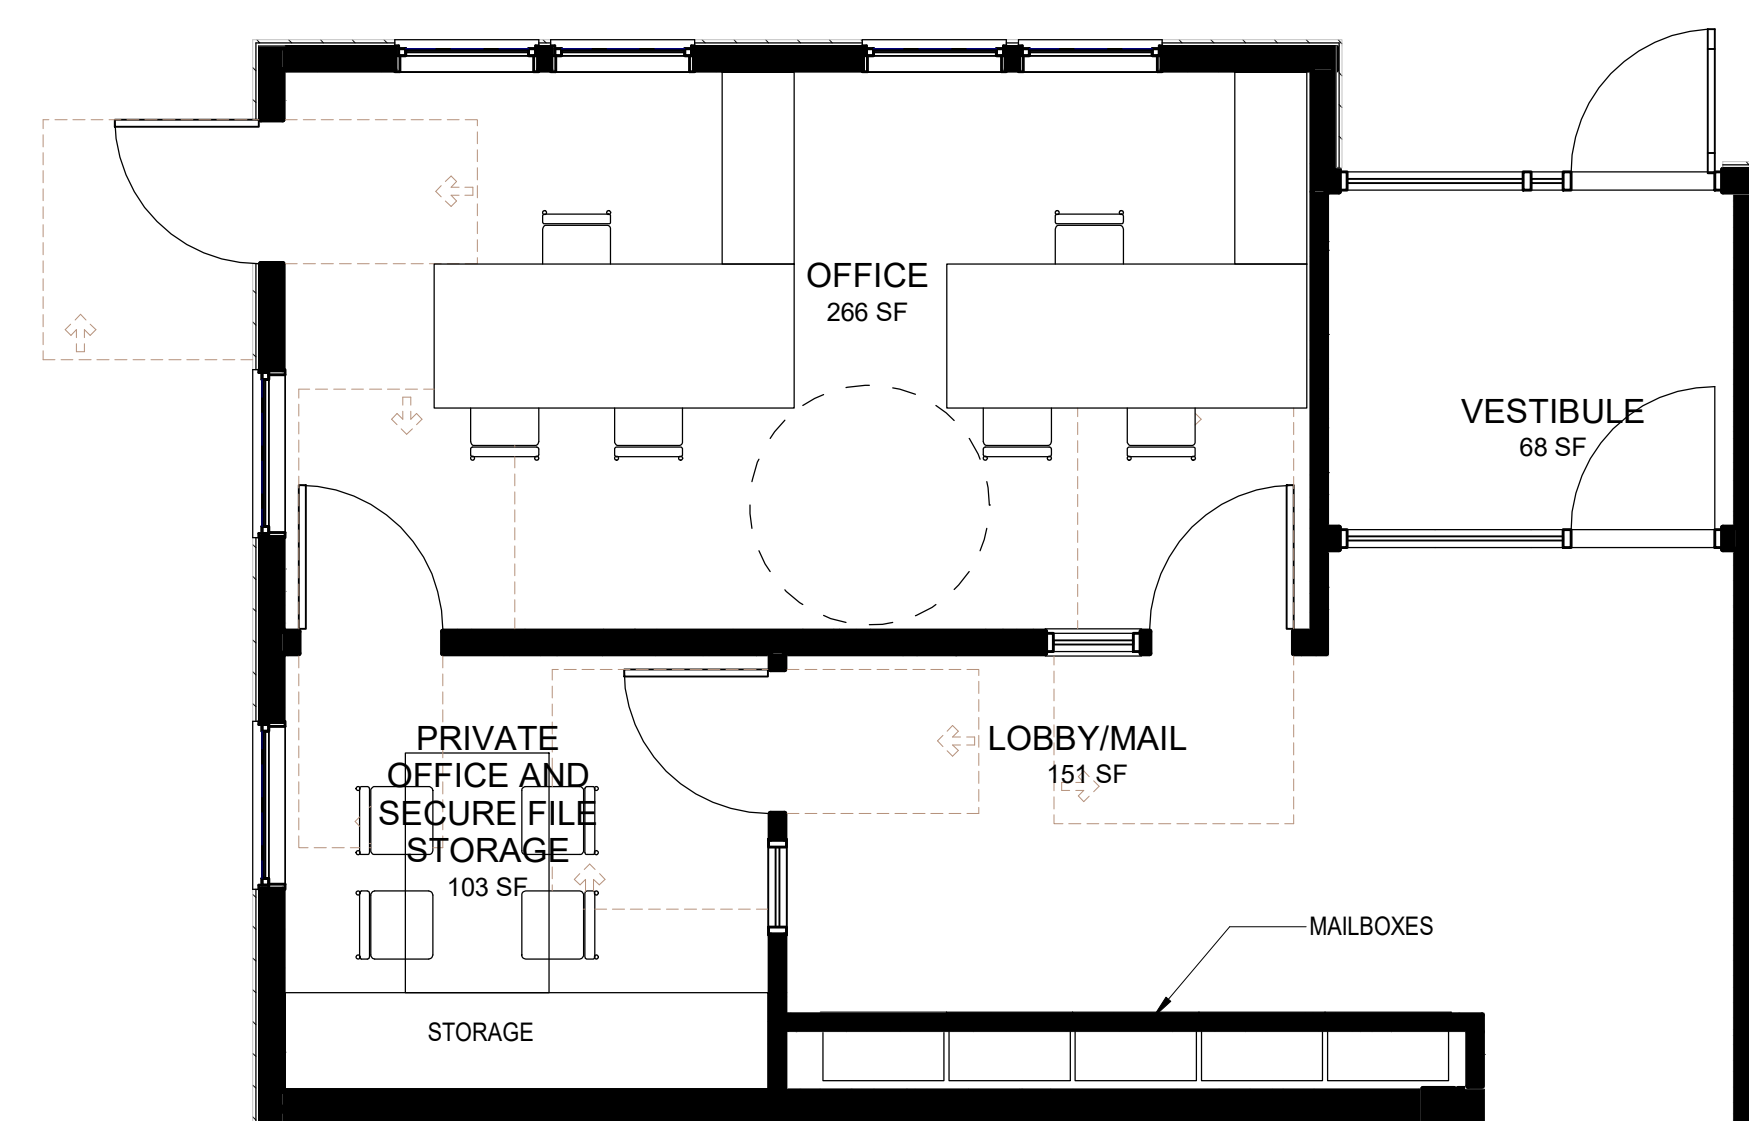 OFFICE
266 SF
VESTIBULE
68 SF
PRIVATE
OFFICE AND
SECURE FILE
STORAGE
103 SF
LOBBY/MAIL
151 SF
MAILBOXES
STORAGE